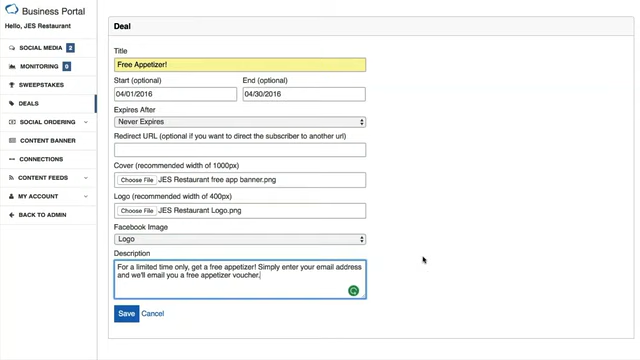 Business Portal
Hello, JES Restaurant
SOCIAL MEDIA 2
MONITORING 0
SWEEPSTAKES
DEALS
SOCIAL ORDERING
CONTENT BANNER
CONNECTIONS
CONTENT FEEDS
MY ACCOUNT
BACK TO ADMIN
Deal
Title
Free Appetizer!
Start (optional) End (optional)
04/01/2016 04/30/2016
Expires After
Never Expires
Redirect URL (optional if you want to direct the subscriber to another url)
Cover (recommended width of 1000px)
Choose File JES Restaurant free app banner.png
Logo (recommended width of 400px)
Choose File JES Restaurant Logo.png
Facebook Image
Logo
Description
For a limited time only, get a free appetizer! Simply enter your email address
and we'll email you a free appetizer voucher.
Save Cancel